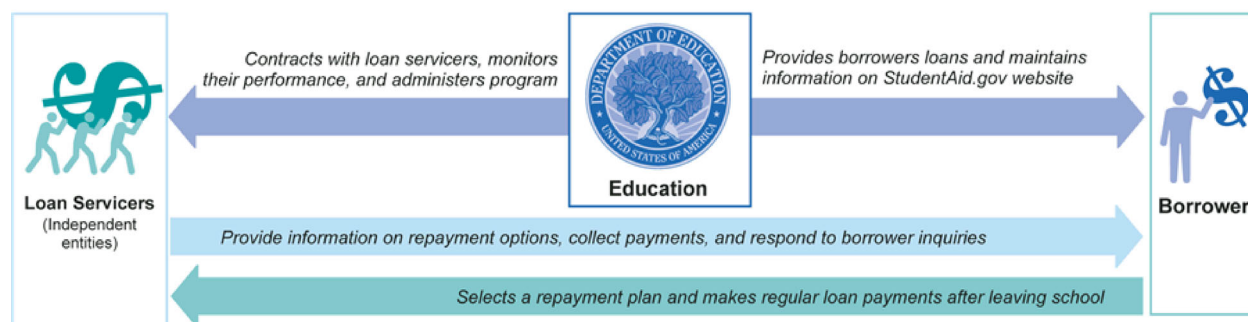 Contracts with loan servicers, monitors
their performance, and administers program
DEPARTMENT OF EDUCATION
UNITED STATES OF AMERICA
Provides borrowers loans and maintains
information on StudentAid.gov website
Loan Servicers
(Independent
entities)
Education
Borrower
Provide information on repayment options, collect payments, and respond to borrower inquiries
Selects a repayment plan and makes regular loan payments after leaving school